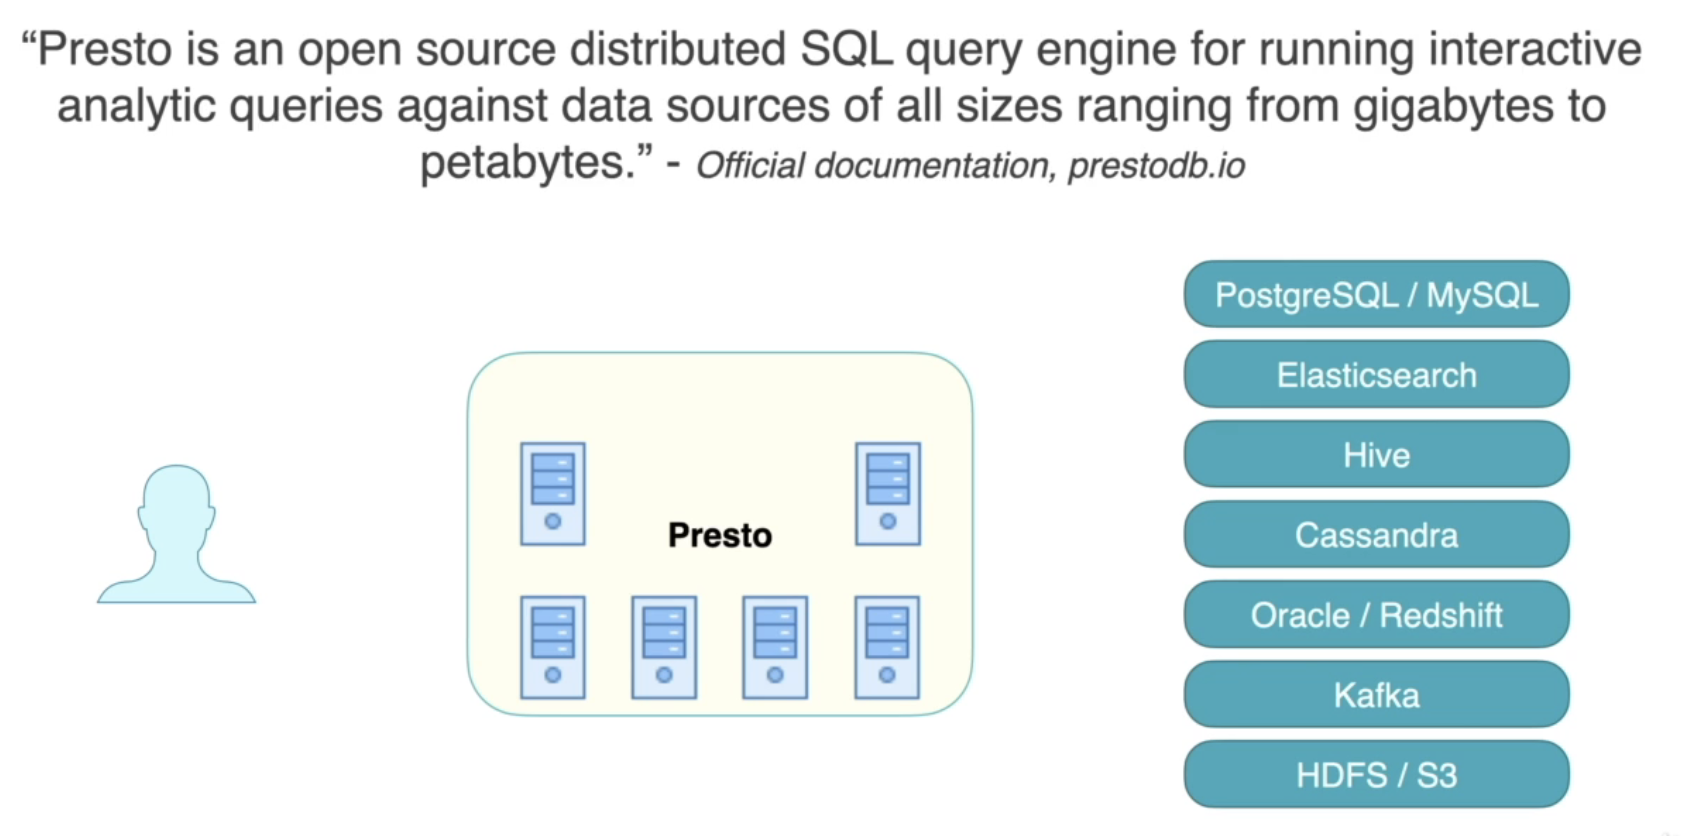 “Presto is an open source distributed SQL query engine for running interactive
analytic queries against data sources of all sizes ranging from gigabytes to
petabytes.” - Official documentation, prestodb.io
Presto
PostgreSQL / MySQL
Elasticsearch
Hive
Cassandra
Oracle / Redshift
Kafka
HDFS / S3